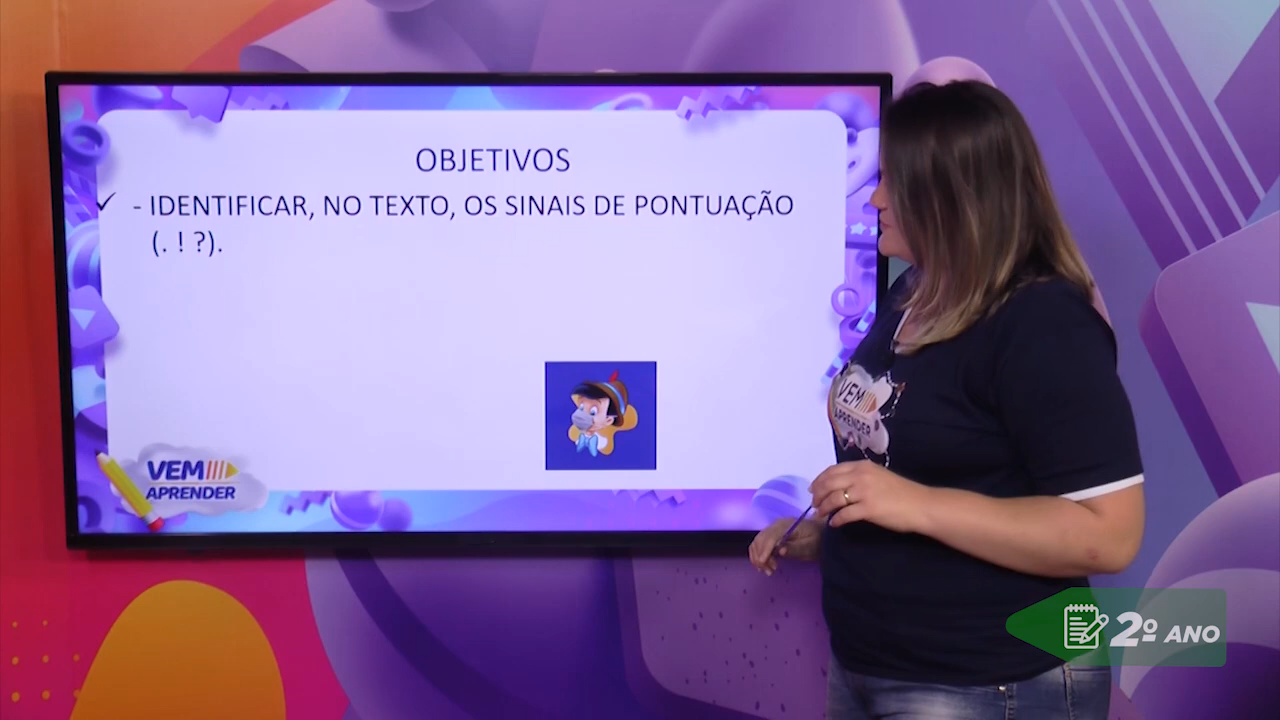 OBJETIVOS
✓ - IDENTIFICAR, NO TEXTO, OS SINAIS DE PONTUAÇÃO
(. ! ?).
VEM
APRENDER
VEM
APRENDER
2º ANO